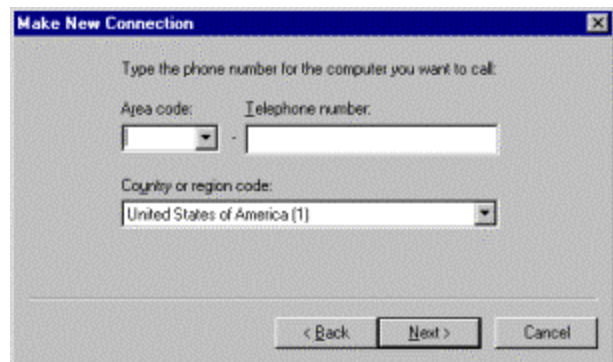 Make New Connection
Type the phone number for the computer you want to call:
Area code: Telephone number:
-
Country or region code:
United States of America (1)
< Back Next > Cancel